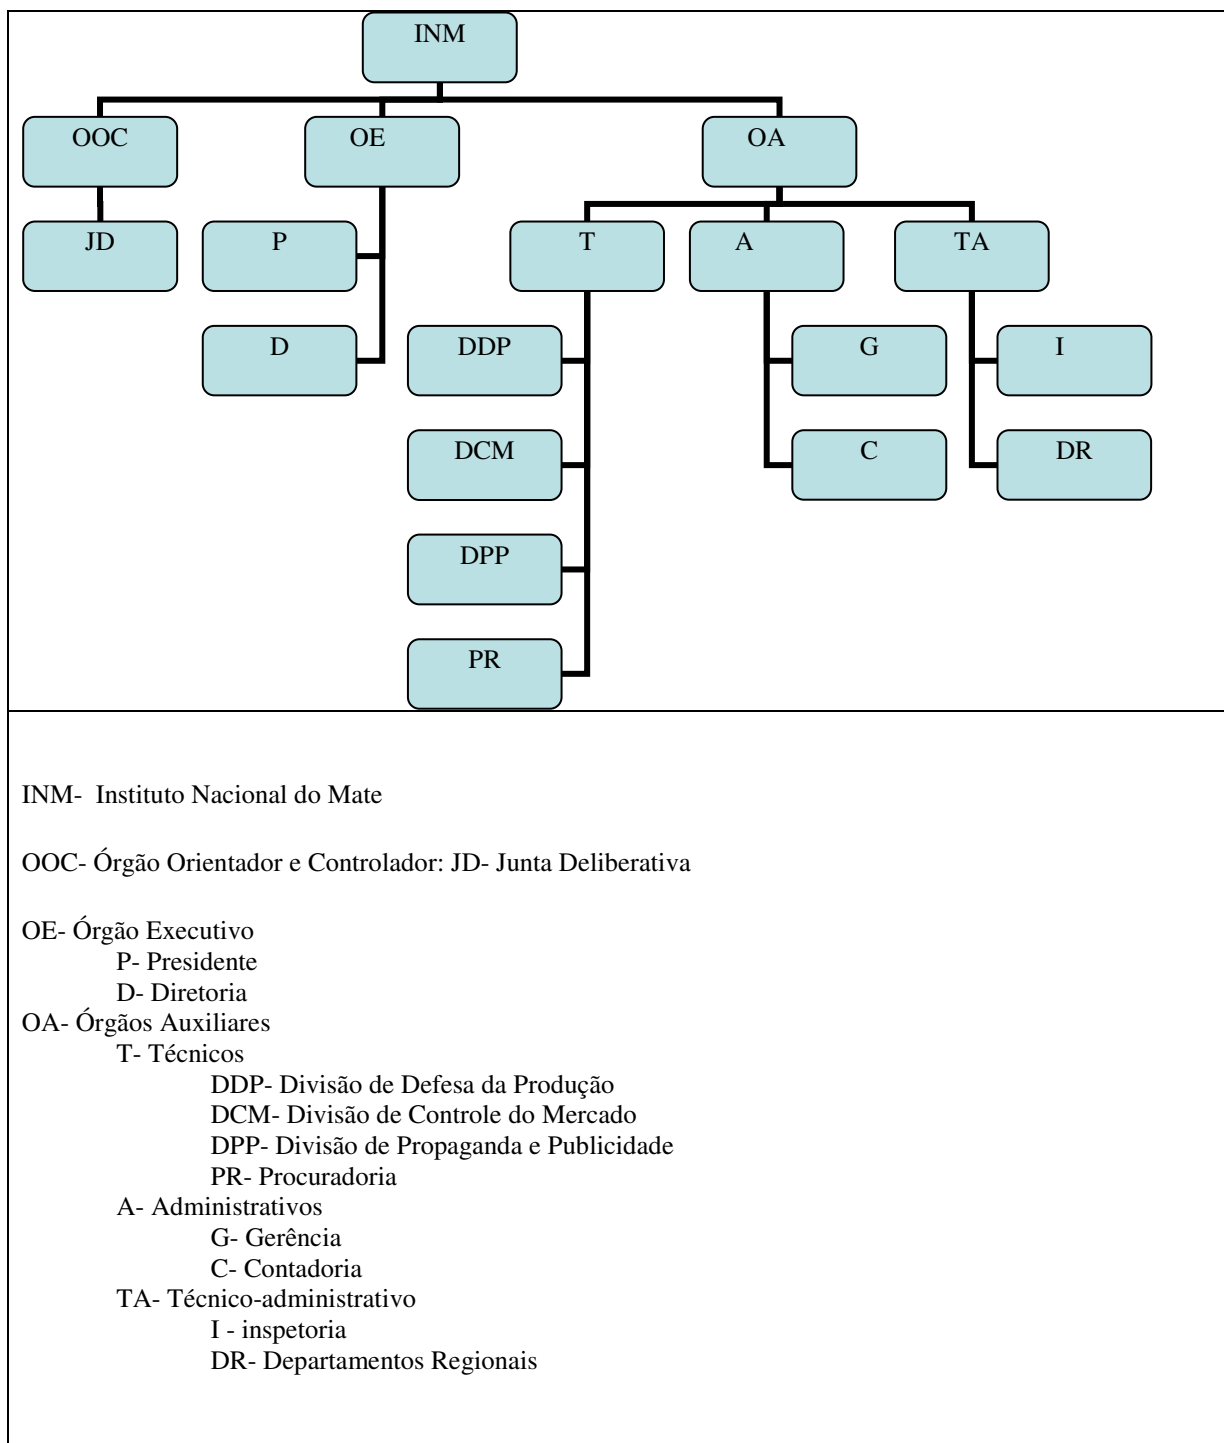 INM
OOC OE OA
JD P T A TA
D DDP G I
DCM C DR
DPP
PR
INM- Instituto Nacional do Mate
OOC- Órgão Orientador e Controlador: JD- Junta Deliberativa
OE- Órgão Executivo
P- Presidente
D- Diretoria
OA- Órgãos Auxiliares
T- Técnicos
DDP- Divisão de Defesa da Produção
DCM- Divisão de Controle do Mercado
DPP- Divisão de Propaganda e Publicidade
PR- Procuradoria
A- Administrativos
G- Gerência
C- Contadoria
TA- Técnico-administrativo
I - inspetoria
DR- Departamentos Regionais